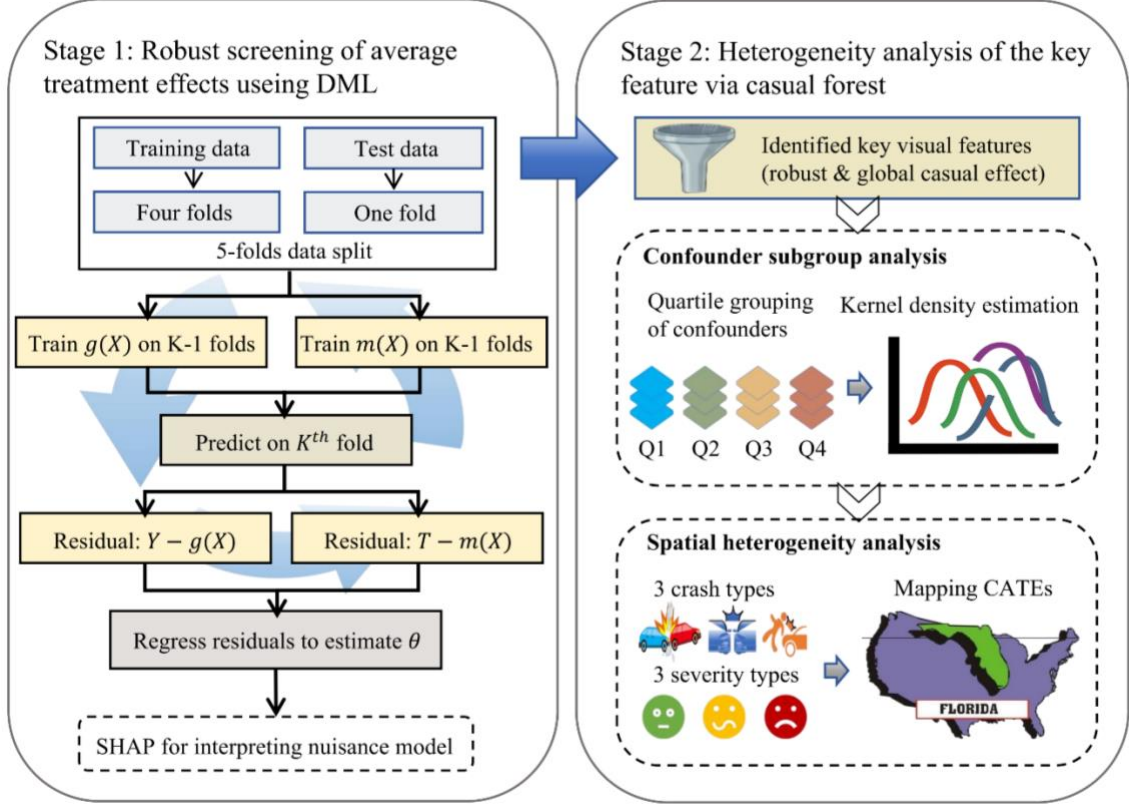 Stage 1: Robust screening of average
treatment effects useing DML
Training data
Test data
Four folds
One fold
5-folds data split
Train g(X) on K-1 folds
Train m(X) on K-1 folds
Predict on Kᵗʰ fold
Residual: Y − g(X)
Residual: T − m(X)
Regress residuals to estimate θ
SHAP for interpreting nuisance model
Stage 2: Heterogeneity analysis of the key
feature via casual forest
Identified key visual features
(robust & global casual effect)
Confounder subgroup analysis
Quartile grouping
of confounders
Kernel density estimation
Q1
Q2
Q3
Q4
Spatial heterogeneity analysis
3 crash types
Mapping CATEs
3 severity types
FLORIDA